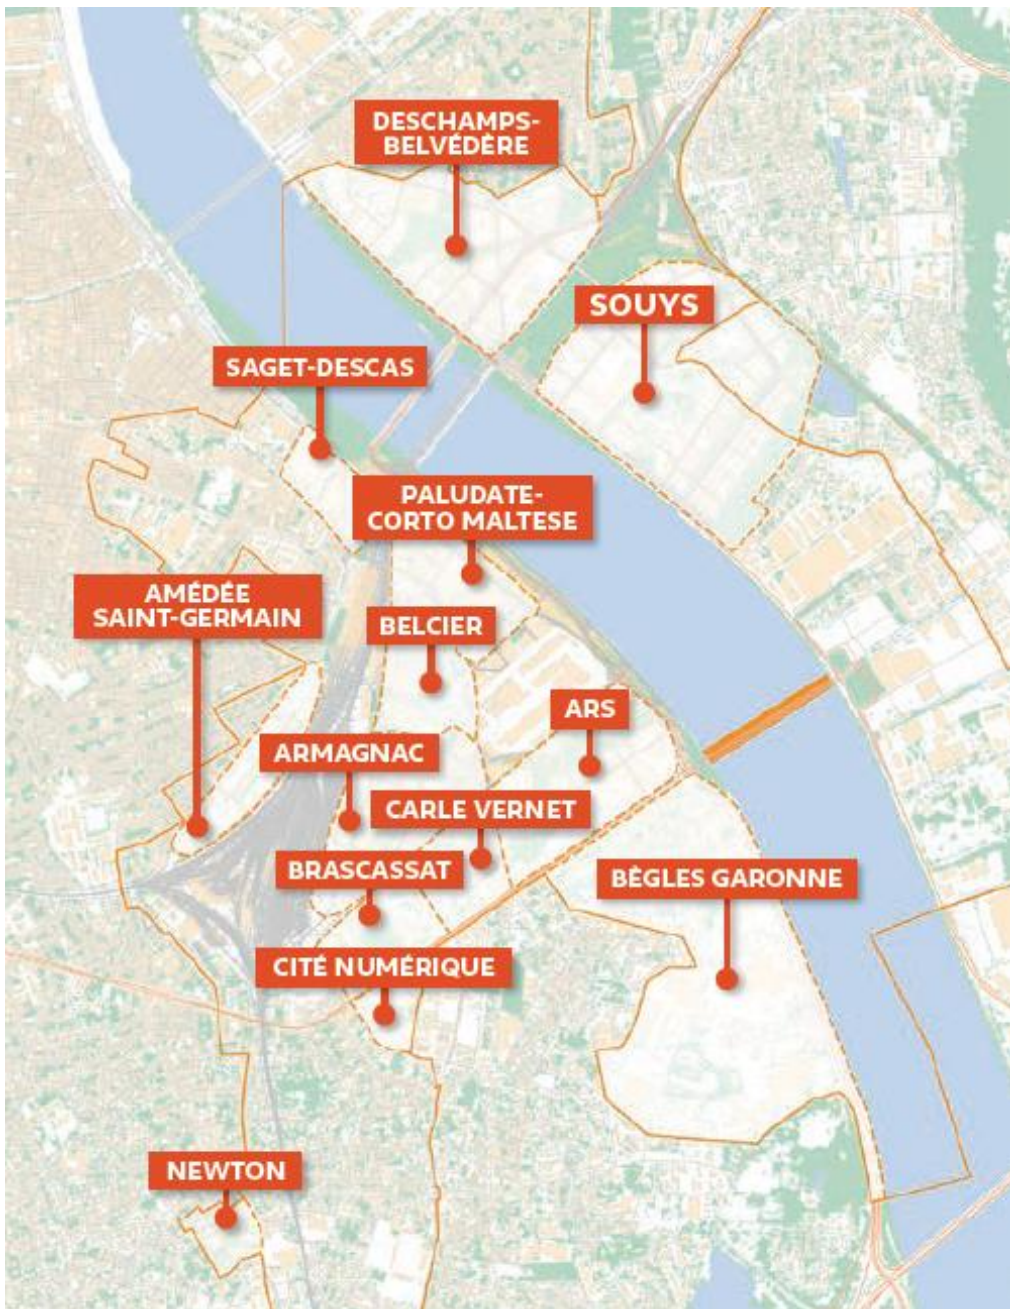 DESCHAMPS-
BELVÉDÈRE
SOUYS
SAGET-DESCAS
PALUDATE-
CORTO MALTESE
AMÉDÉE
SAINT-GERMAIN
BELCIER
ARS
ARMAGNAC
CARLE VERNET
BRASCASSAT
BÈGLES GARONNE
CITÉ NUMÉRIQUE
NEWTON